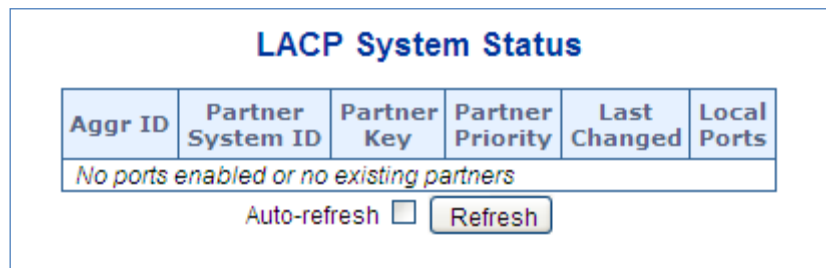 LACP System Status
Aggr ID Partner System ID Partner Key Partner Priority Last Changed Local Ports
No ports enabled or no existing partners
Auto-refresh Refresh